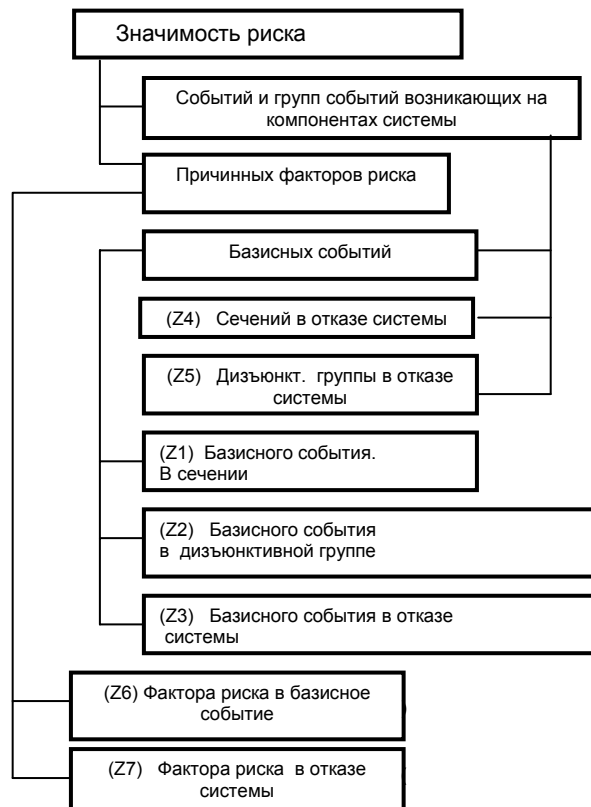 Значимость риска
Событий и групп событий возникающих на
компонентах системы
Причинных факторов риска
Базисных событий
(Z4) Сечений в отказе системы
(Z5) Дизъюнкт. группы в отказе
системы
(Z1) Базисного события.
В сечении
(Z2) Базисного события
в дизъюнктивной группе
(Z3) Базисного события в отказе
системы
(Z6) Фактора риска в базисное
событие
(Z7) Фактора риска в отказе
системы